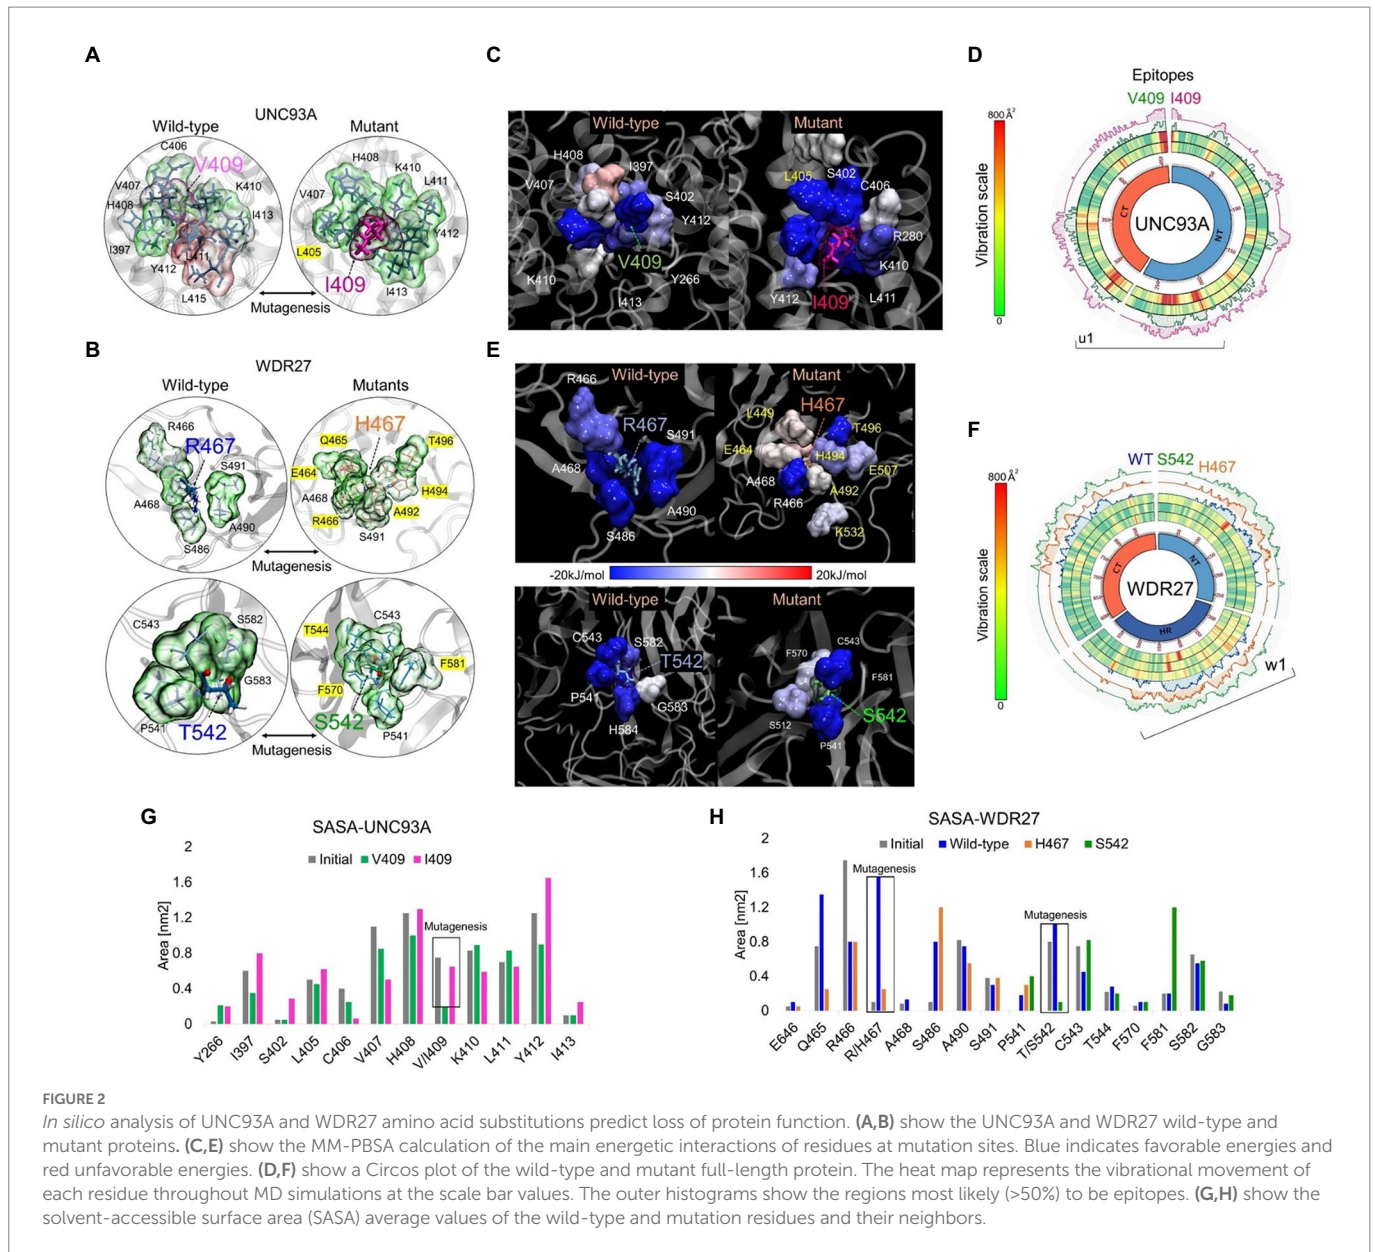 A
UNC93A
Wild-type
Mutant
C406
V409
V407
H408
K410
I413
I397
L411
Y412
L415
H408
K410
L411
V407
L405
Y412
I409
I413
Mutagenesis
C
Wild-type
Mutant
H408
I397
V407
S402
Y412
V409
K410
Y266
I413
L405
S402
C406
R280
K410
Y412
I409
L411
D
Epitopes
V409 I409
800 Å²
Vibration scale
0
CT
NT
UNC93A
u1
B
WDR27
Wild-type
Mutants
R466
R467
S491
A468
A490
S486
H467
Q465
T496
E464
A468
H494
R466
A492
S491
Mutagenesis
C543
S582
G583
P541
T542
T544
C543
F581
F570
S542
P541
Mutagenesis
E
Wild-type
Mutant
R466
R467
S491
A468
A490
S486
H467
L449
T496
E464
H494
E507
A468
R466
A492
K532
-20kJ/mol
20kJ/mol
Wild-type
Mutant
C543
S582
T542
P541
G583
H584
C543
F570
F581
S542
S512
P541
F
WT S542 H467
800 Å²
Vibration scale
0
CT
NT
HR
WDR27
w1
G
SASA-UNC93A
Initial V409 I409
Area [nm2]
2
1.6
1.2
0.8
0.4
0
Mutagenesis
Y266 I397 S402 L405 C406 V407 H408 V/I409 K410 L411 Y412 I413
H
SASA-WDR27
Initial Wild-type H467 S542
Area [nm2]
2
1.6
1.2
0.8
0.4
0
Mutagenesis
Mutagenesis
E646 Q465 R466 R/H467 A468 S486 A490 S491 P541 T/S542 C543 T544 F570 F581 S582 G583
FIGURE 2
In silico analysis of UNC93A and WDR27 amino acid substitutions predict loss of protein function. (A,B) show the UNC93A and WDR27 wild-type and
mutant proteins. (C,E) show the MM-PBSA calculation of the main energetic interactions of residues at mutation sites. Blue indicates favorable energies and
red unfavorable energies. (D,F) show a Circos plot of the wild-type and mutant full-length protein. The heat map represents the vibrational movement of
each residue throughout MD simulations at the scale bar values. The outer histograms show the regions most likely (>50%) to be epitopes. (G,H) show the
solvent-accessible surface area (SASA) average values of the wild-type and mutation residues and their neighbors.